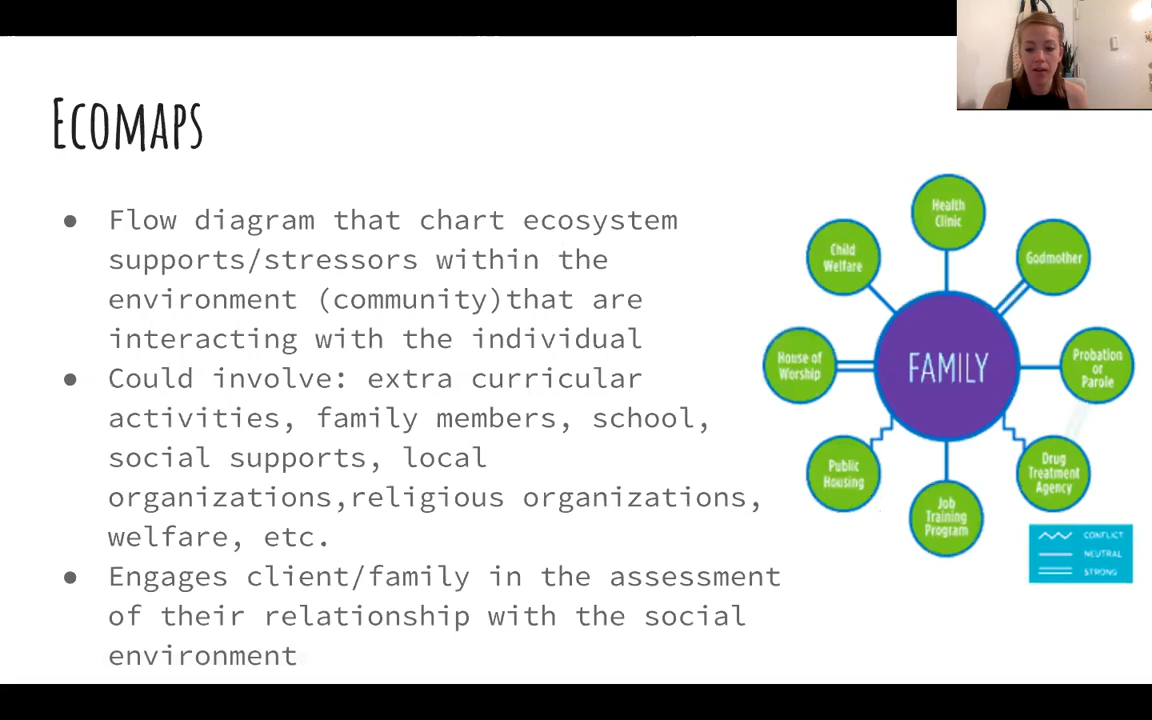 Ecomaps
● Flow diagram that chart ecosystem
supports/stressors within the
environment (community)that are
interacting with the individual
● Could involve: extra curricular
activities, family members, school,
social supports, local
organizations,religious organizations,
welfare, etc.
● Engages client/family in the assessment
of their relationship with the social
environment
Health
Clinic
Child
Welfare
Godmother
House of
Worship
FAMILY
Probation
or
Parole
Public
Housing
Job
Training
Program
Drug
Treatment
Agency
CONFLICT
NEUTRAL
STRONG